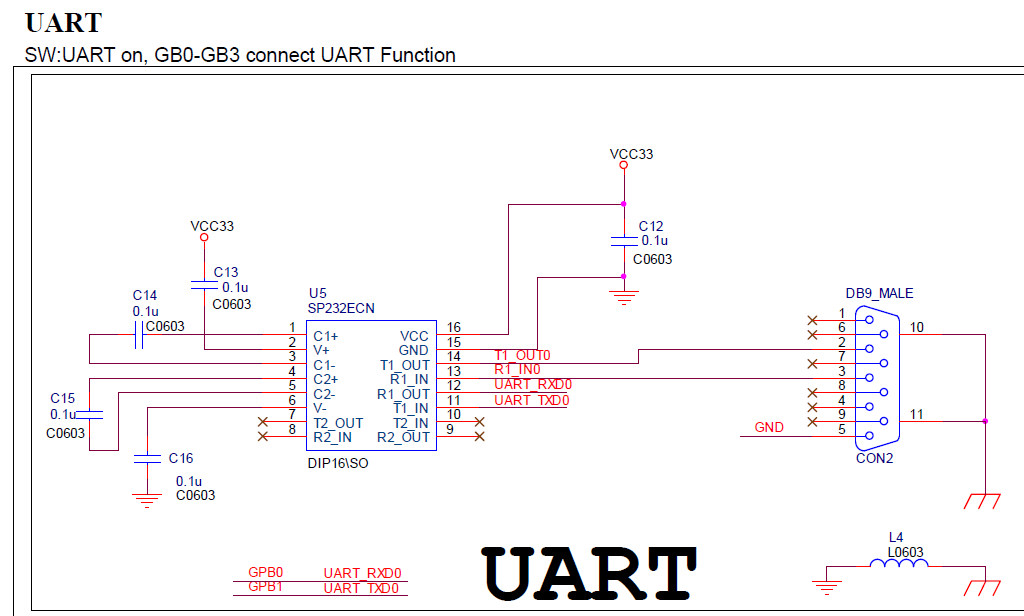 UART
SW:UART on, GB0-GB3 connect UART Function
VCC33
C12
0.1u
C0603
VCC33
C13
0.1u
C0603
C14
0.1u
C0603
U5
SP232ECN
1 C1+ VCC 16
2 V+ GND 15
3 C1- T1_OUT 14 T1_OUT0
4 C2+ R1_IN 13 R1_IN0
5 C2- R1_OUT 12 UART_RXD0
6 V- T1_IN 11 UART_TXD0
7 T2_OUT T2_IN 10
8 R2_IN R2_OUT 9
DIP16\SO
C15
0.1u
C0603
C16
0.1u
C0603
DB9_MALE
1
6 10
2
7
3
8
4
9 11
GND 5
CON2
L4
L0603
GPB0 UART_RXD0
GPB1 UART_TXD0
UART